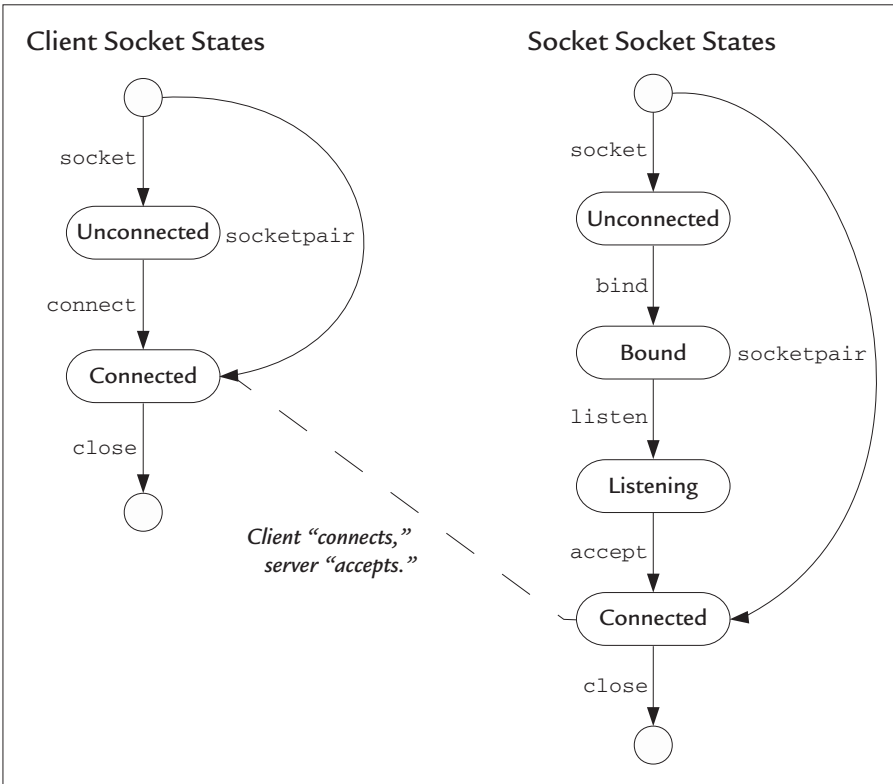 Client Socket States
socket
Unconnected
socketpair
connect
Connected
close
Client “connects,”
server “accepts.”
Socket Socket States
socket
Unconnected
bind
Bound
socketpair
listen
Listening
accept
Connected
close